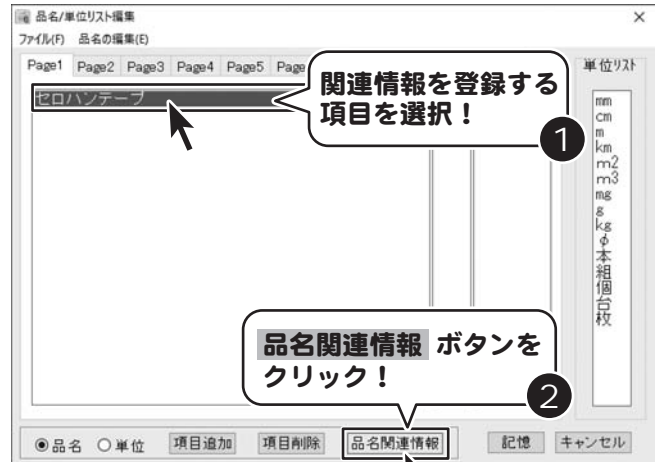 品名/単位リスト編集
ファイル(F) 品名の編集(E)
Page1 Page2 Page3 Page4 Page5 Page
単位リスト
セロハンテープ
関連情報を登録する
項目を選択！
1
mm
cm
m
km
m2
m3
mg
g
kg
φ
本
組
個
台
枚
品名関連情報 ボタンを
クリック！
2
品名 単位 項目追加 項目削除 品名関連情報 記憶 キャンセル